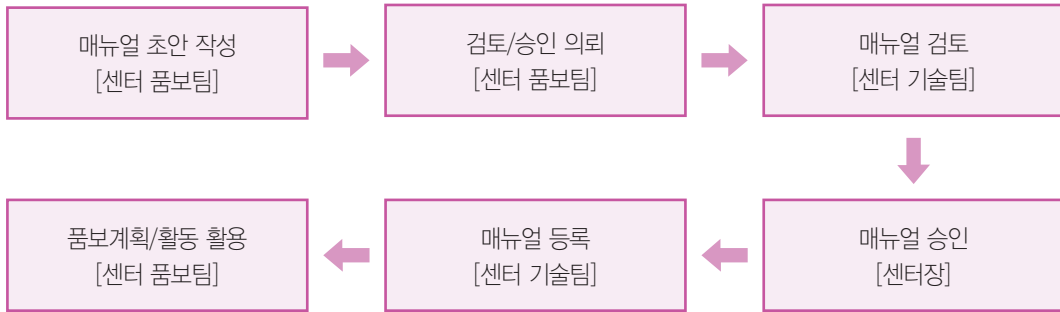 매뉴얼 초안 작성
[센터 품보팀]
검토/승인 의뢰
[센터 품보팀]
매뉴얼 검토
[센터 기술팀]
매뉴얼 승인
[센터장]
매뉴얼 등록
[센터 기술팀]
품보계획/활동 활용
[센터 품보팀]